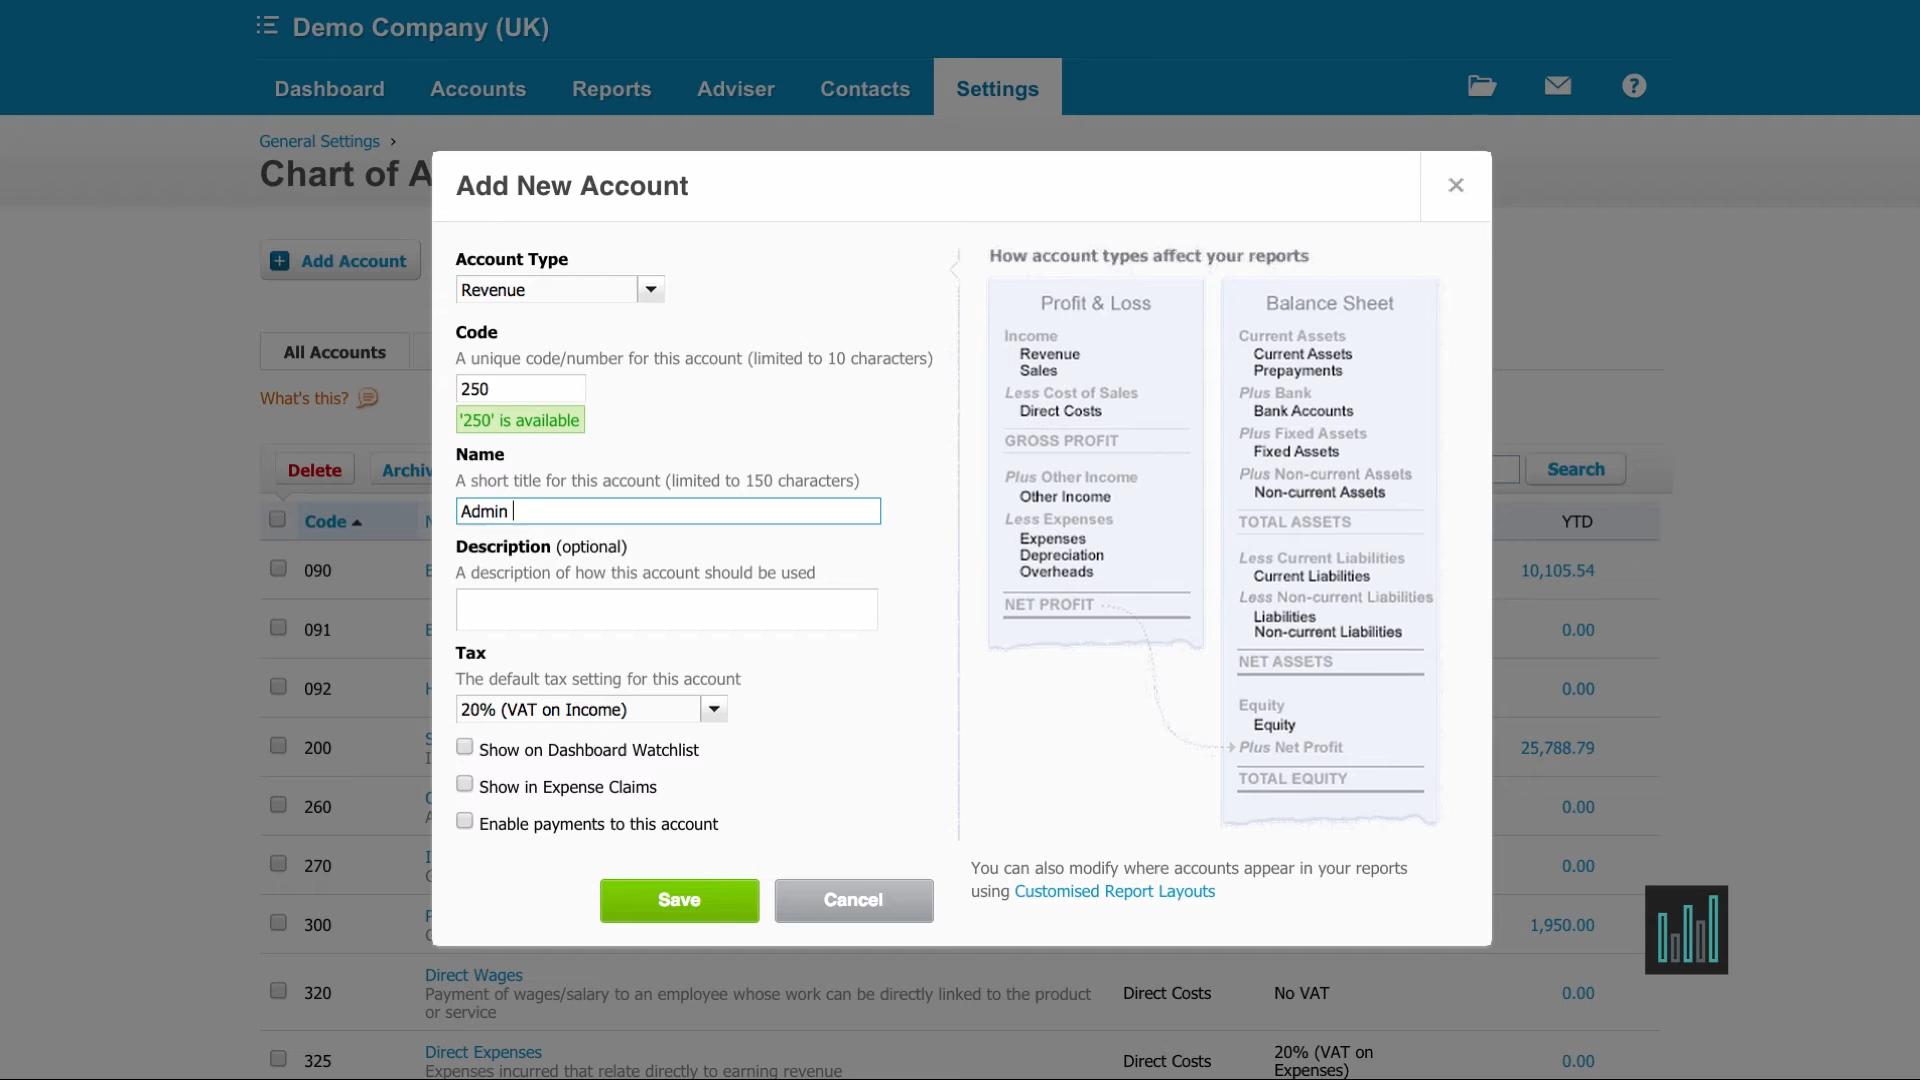 Demo Company (UK)
Dashboard Accounts Reports Adviser Contacts Settings
?
General Settings ›
Chart of A
Add New Account
×
Add Account
All Accounts
What's this?
Delete Archiv
Search
Code
YTD
Account Type
Revenue
Code
A unique code/number for this account (limited to 10 characters)
250
'250' is available
Name
A short title for this account (limited to 150 characters)
Admin
Description (optional)
A description of how this account should be used
Tax
The default tax setting for this account
20% (VAT on Income)
Show on Dashboard Watchlist
Show in Expense Claims
Enable payments to this account
Save Cancel
How account types affect your reports
Profit & Loss
Income
Revenue
Sales
Less Cost of Sales
Direct Costs
GROSS PROFIT
Plus Other Income
Other Income
Less Expenses
Expenses
Depreciation
Overheads
NET PROFIT
Balance Sheet
Current Assets
Current Assets
Prepayments
Plus Bank
Bank Accounts
Plus Fixed Assets
Fixed Assets
Plus Non-current Assets
Non-current Assets
TOTAL ASSETS
Less Current Liabilities
Current Liabilities
Less Non-current Liabilities
Liabilities
Non-current Liabilities
NET ASSETS
Equity
Equity
Plus Net Profit
TOTAL EQUITY
You can also modify where accounts appear in your reports
using Customised Report Layouts
090 10,105.54
091 0.00
092 0.00
200 25,788.79
260 0.00
270 0.00
300 1,950.00
320 Direct Wages Direct Costs No VAT 0.00
Payment of wages/salary to an employee whose work can be directly linked to the product
or service
325 Direct Expenses Direct Costs 20% (VAT on
Expenses) 0.00
Expenses incurred that relate directly to earning revenue